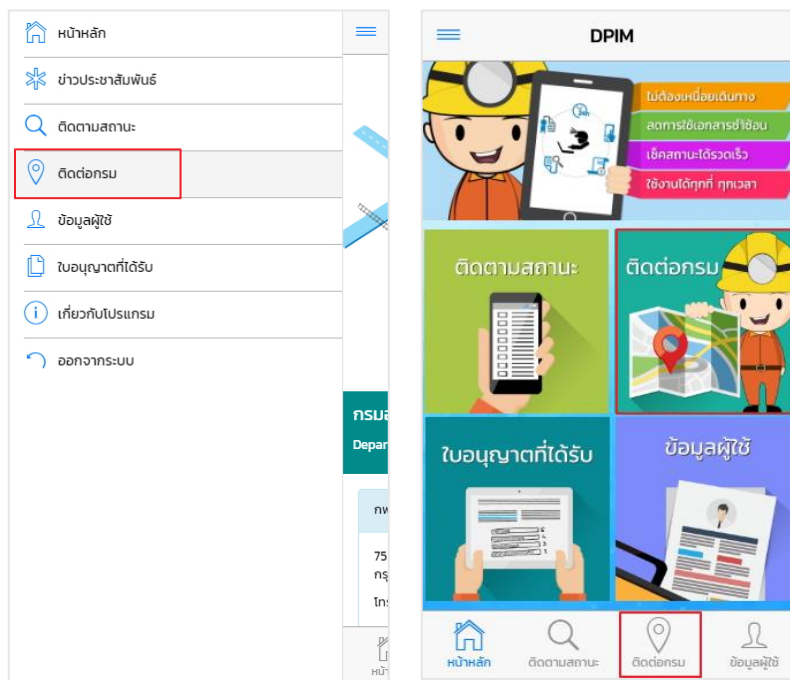 หน้าหลัก
ข่าวประชาสัมพันธ์
ติดตามสถานะ
ติดต่อกรม
ข้อมูลผู้ใช้
ใบอนุญาตที่ได้รับ
เกี่ยวกับโปรแกรม
ออกจากระบบ
Depar
75
DPIM
ไม่ต้องเหนื่อยเดินทาง
ลดการใช้เอกสารซ้ำซ้อน
เช็คสถานะได้รวดเร็ว
ใช้งานได้ทุกที่ ทุกเวลา
24h
ติดตามสถานะ
ติดต่อกรม
ใบอนุญาตที่ได้รับ
ข้อมูลผู้ใช้
หน้าหลัก
ติดตามสถานะ
ติดต่อกรม
ข้อมูลผู้ใช้